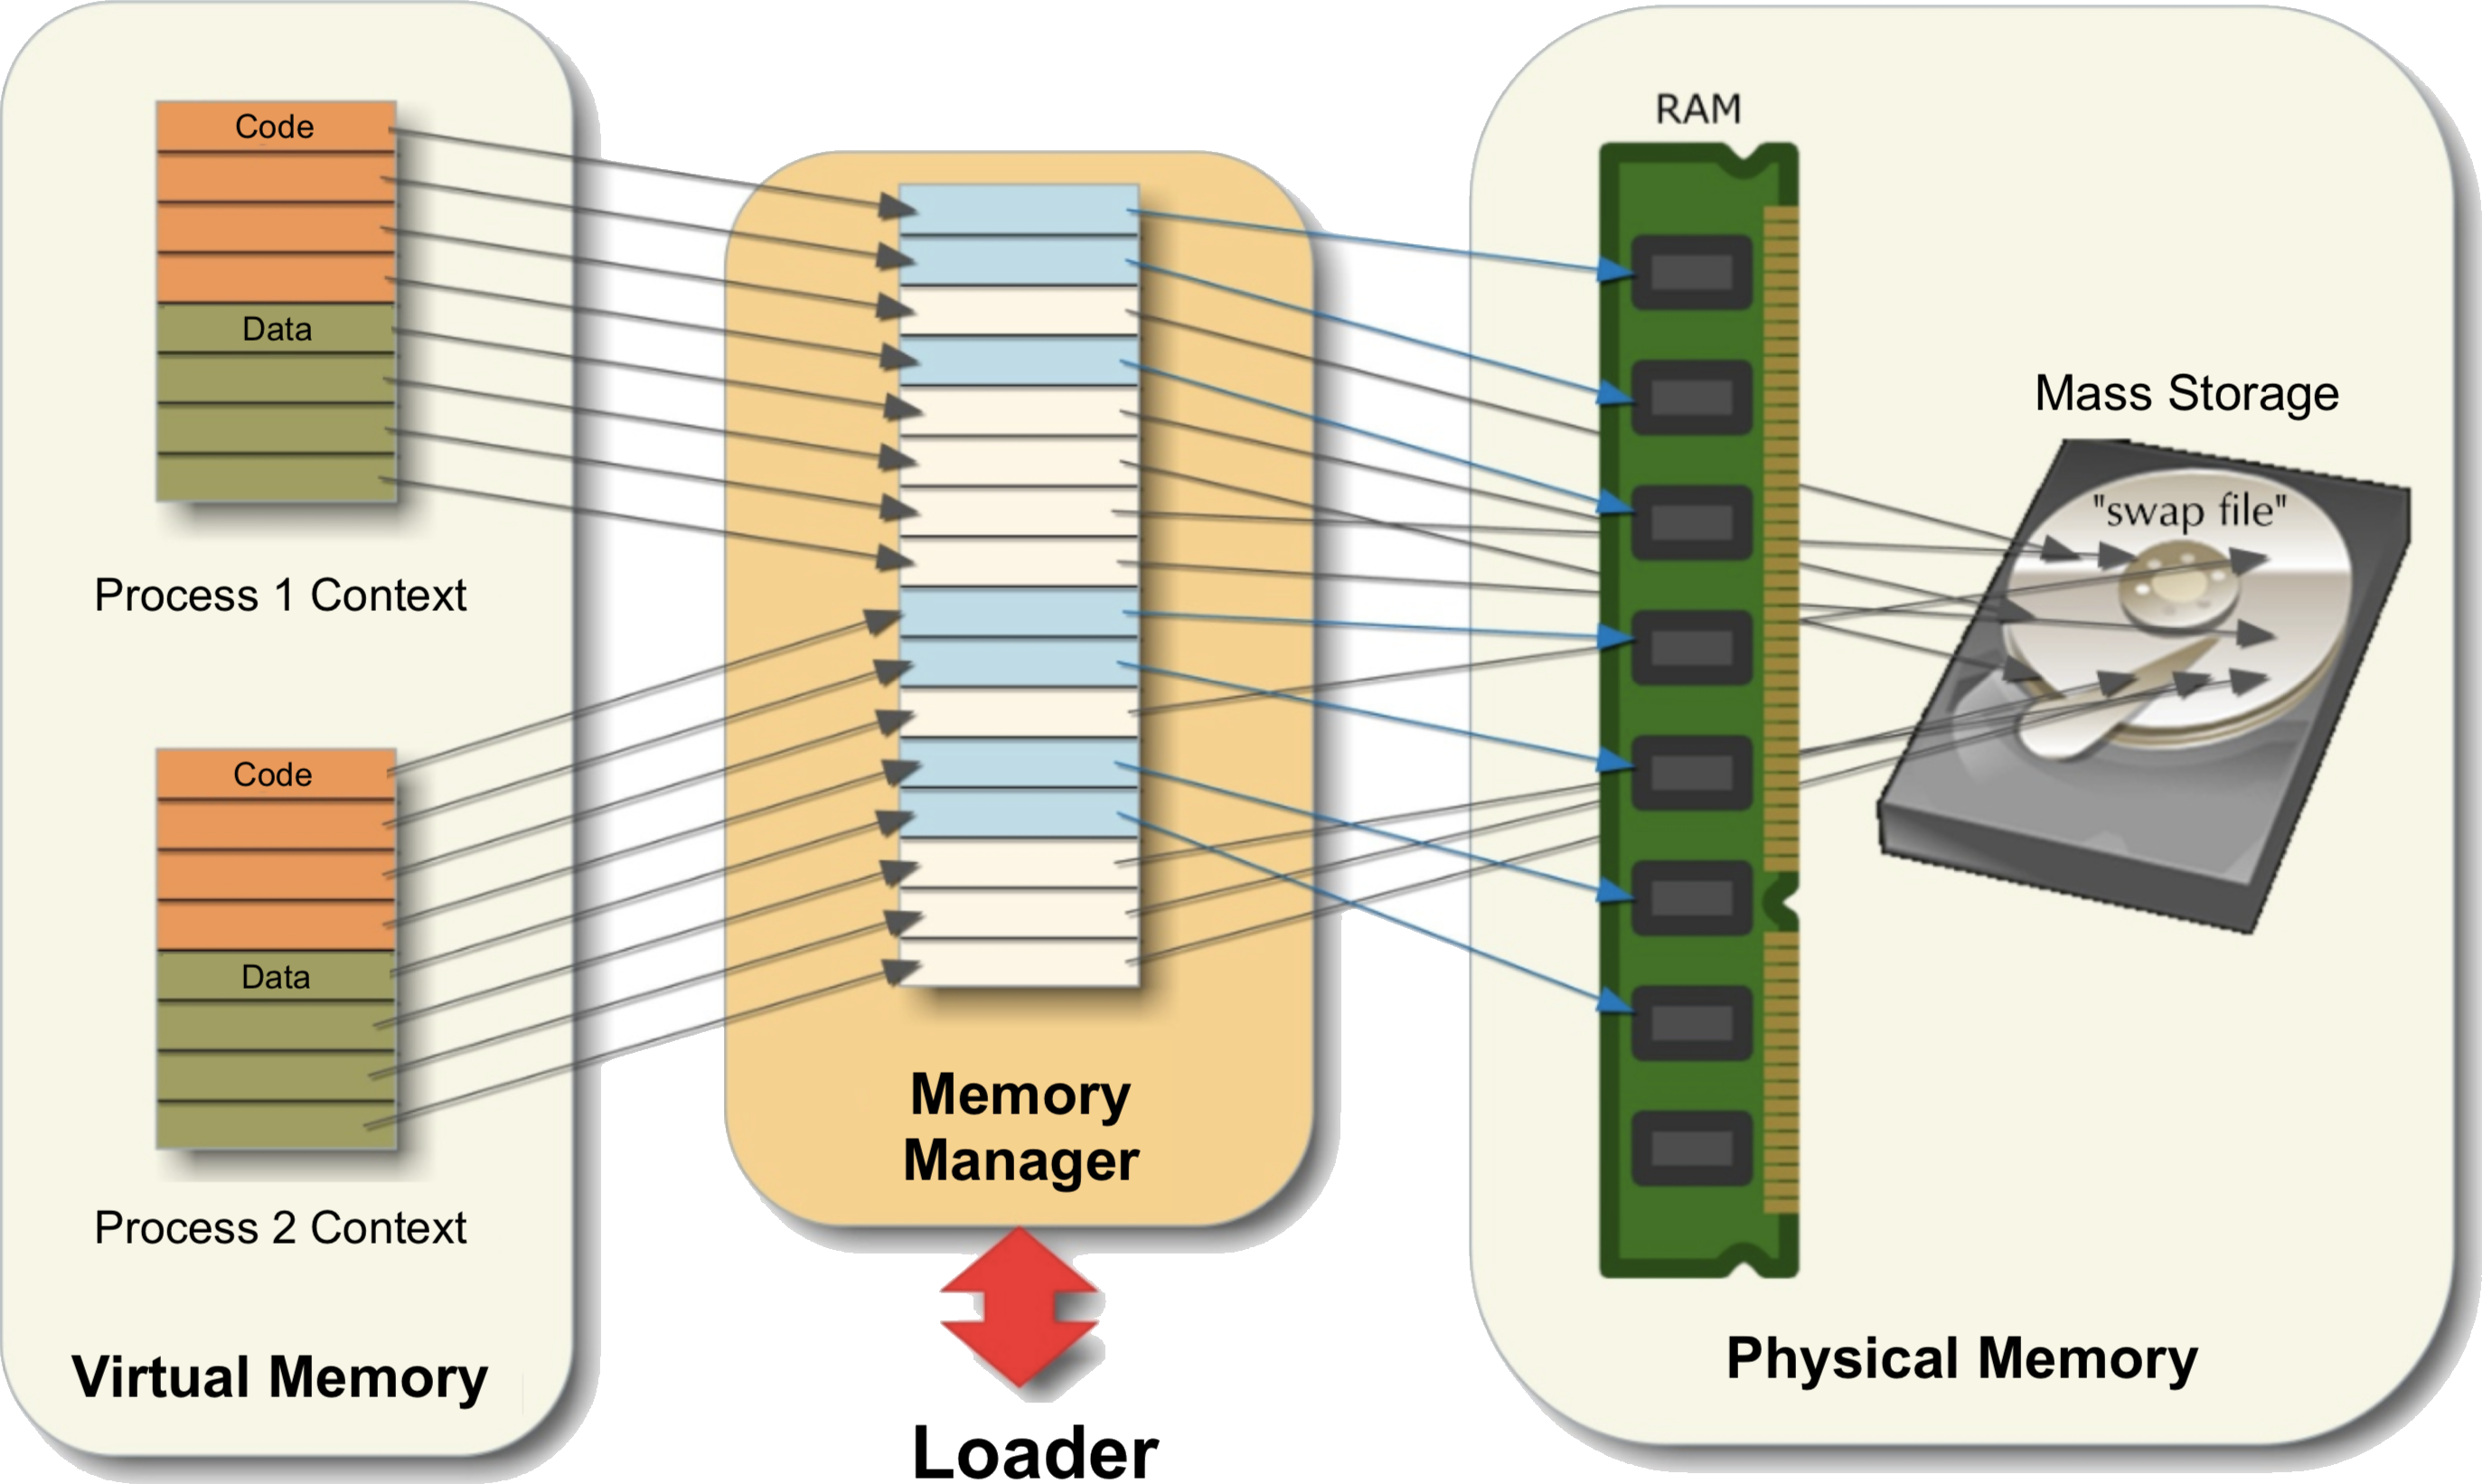 Code
Data
Process 1 Context
Code
Data
Process 2 Context
Virtual Memory
Memory
Manager
Loader
RAM
Mass Storage
"swap file"
Physical Memory